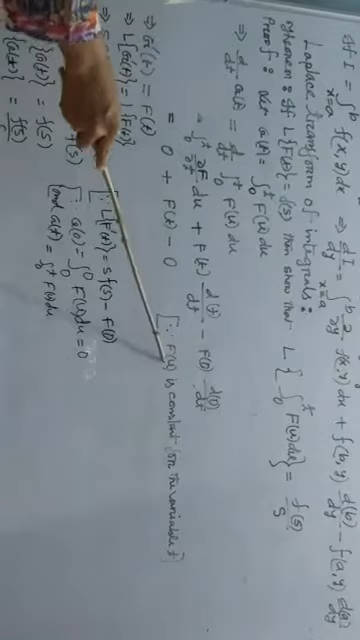 If I = ∫_{x=a}^{b} f(x,y)dx ⇒ dI/dy = ∫_{x=a}^{b} ∂/∂y f(x,y)dx + f(b,y) d(b)/dy − f(a,y) d(a)/dy
Laplace transform of integrals:
Theorem: If L{F(t)} = f(s) then show that L{∫_0^t F(u)du} = f(s)/s
Proof: Let G(t) = ∫_0^t F(u)du
⇒ d/dt G(t) = d/dt ∫_0^t F(u)du
= ∫_0^t ∂F/∂t du + F(t) d(t)/dt − F(0) d(0)/dt
= 0 + F(t) − 0 [∵ F(u) is constant for the variable t]
⇒ G'(t) = F(t)
⇒ L{G'(t)} = L{F(t)}
f(s) [∵ L{F'(t)} = s f(s) − F(0)
{G(t)} = f(s) [∵ G(0) = ∫_0^0 F(u)du = 0
{G(t)} = f(s)/s and G(t) = ∫_0^t F(u)du